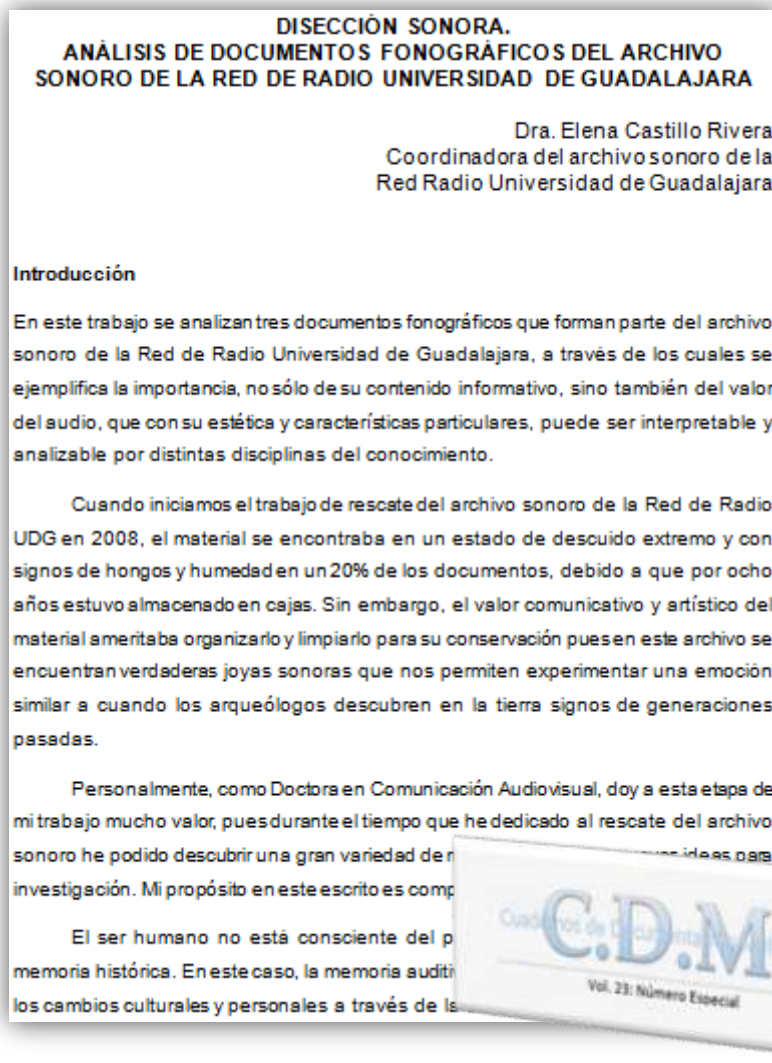 DISECCIÓN SONORA.
ANÁLISIS DE DOCUMENTOS FONOGRÁFICOS DEL ARCHIVO
SONORO DE LA RED DE RADIO UNIVERSIDAD DE GUADALAJARA
Dra. Elena Castillo Rivera
Coordinadora del archivo sonoro de la
Red Radio Universidad de Guadalajara
Introducción
En este trabajo se analizan tres documentos fonográficos que forman parte del archivo
sonoro de la Red de Radio Universidad de Guadalajara, a través de los cuales se
ejemplifica la importancia, no sólo de su contenido informativo, sino también del valor
del audio, que con su estética y características particulares, puede ser interpretable y
analizable por distintas disciplinas del conocimiento.
Cuando iniciamos el trabajo de rescate del archivo sonoro de la Red de Radio
UDG en 2008, el material se encontraba en un estado de descuido extremo y con
signos de hongos y humedad en un 20% de los documentos, debido a que por ocho
años estuvo almacenado en cajas. Sin embargo, el valor comunicativo y artístico del
material ameritaba organizarlo y limpiarlo para su conservación pues en este archivo se
encuentran verdaderas joyas sonoras que nos permiten experimentar una emoción
similar a cuando los arqueólogos descubren en la tierra signos de generaciones
pasadas.
Personalmente, como Doctora en Comunicación Audiovisual, doy a esta etapa de
mi trabajo mucho valor, pues durante el tiempo que he dedicado al rescate del archivo
sonoro he podido descubrir una gran variedad de ideas para
investigación. Mi propósito en este escrito es
El ser humano no está consciente del
memoria histórica. En este caso, la memoria
los cambios culturales y personales a través de
Cuadernos de
C.D.M
Vol. 23: Número Especial